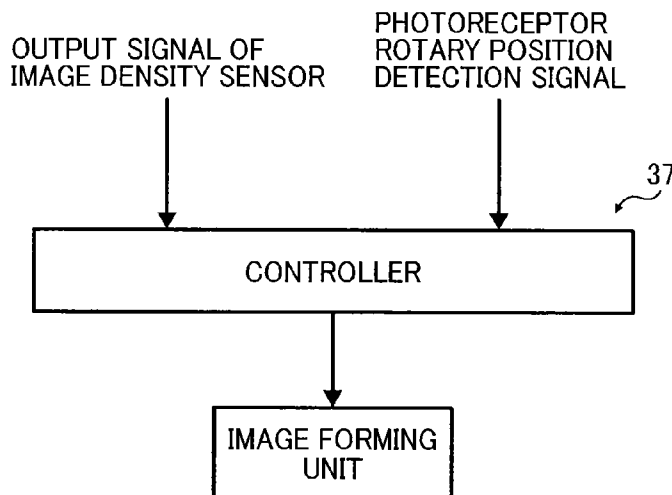 OUTPUT SIGNAL OF
IMAGE DENSITY SENSOR
PHOTORECEPTOR
ROTARY POSITION
DETECTION SIGNAL
37
CONTROLLER
IMAGE FORMING
UNIT